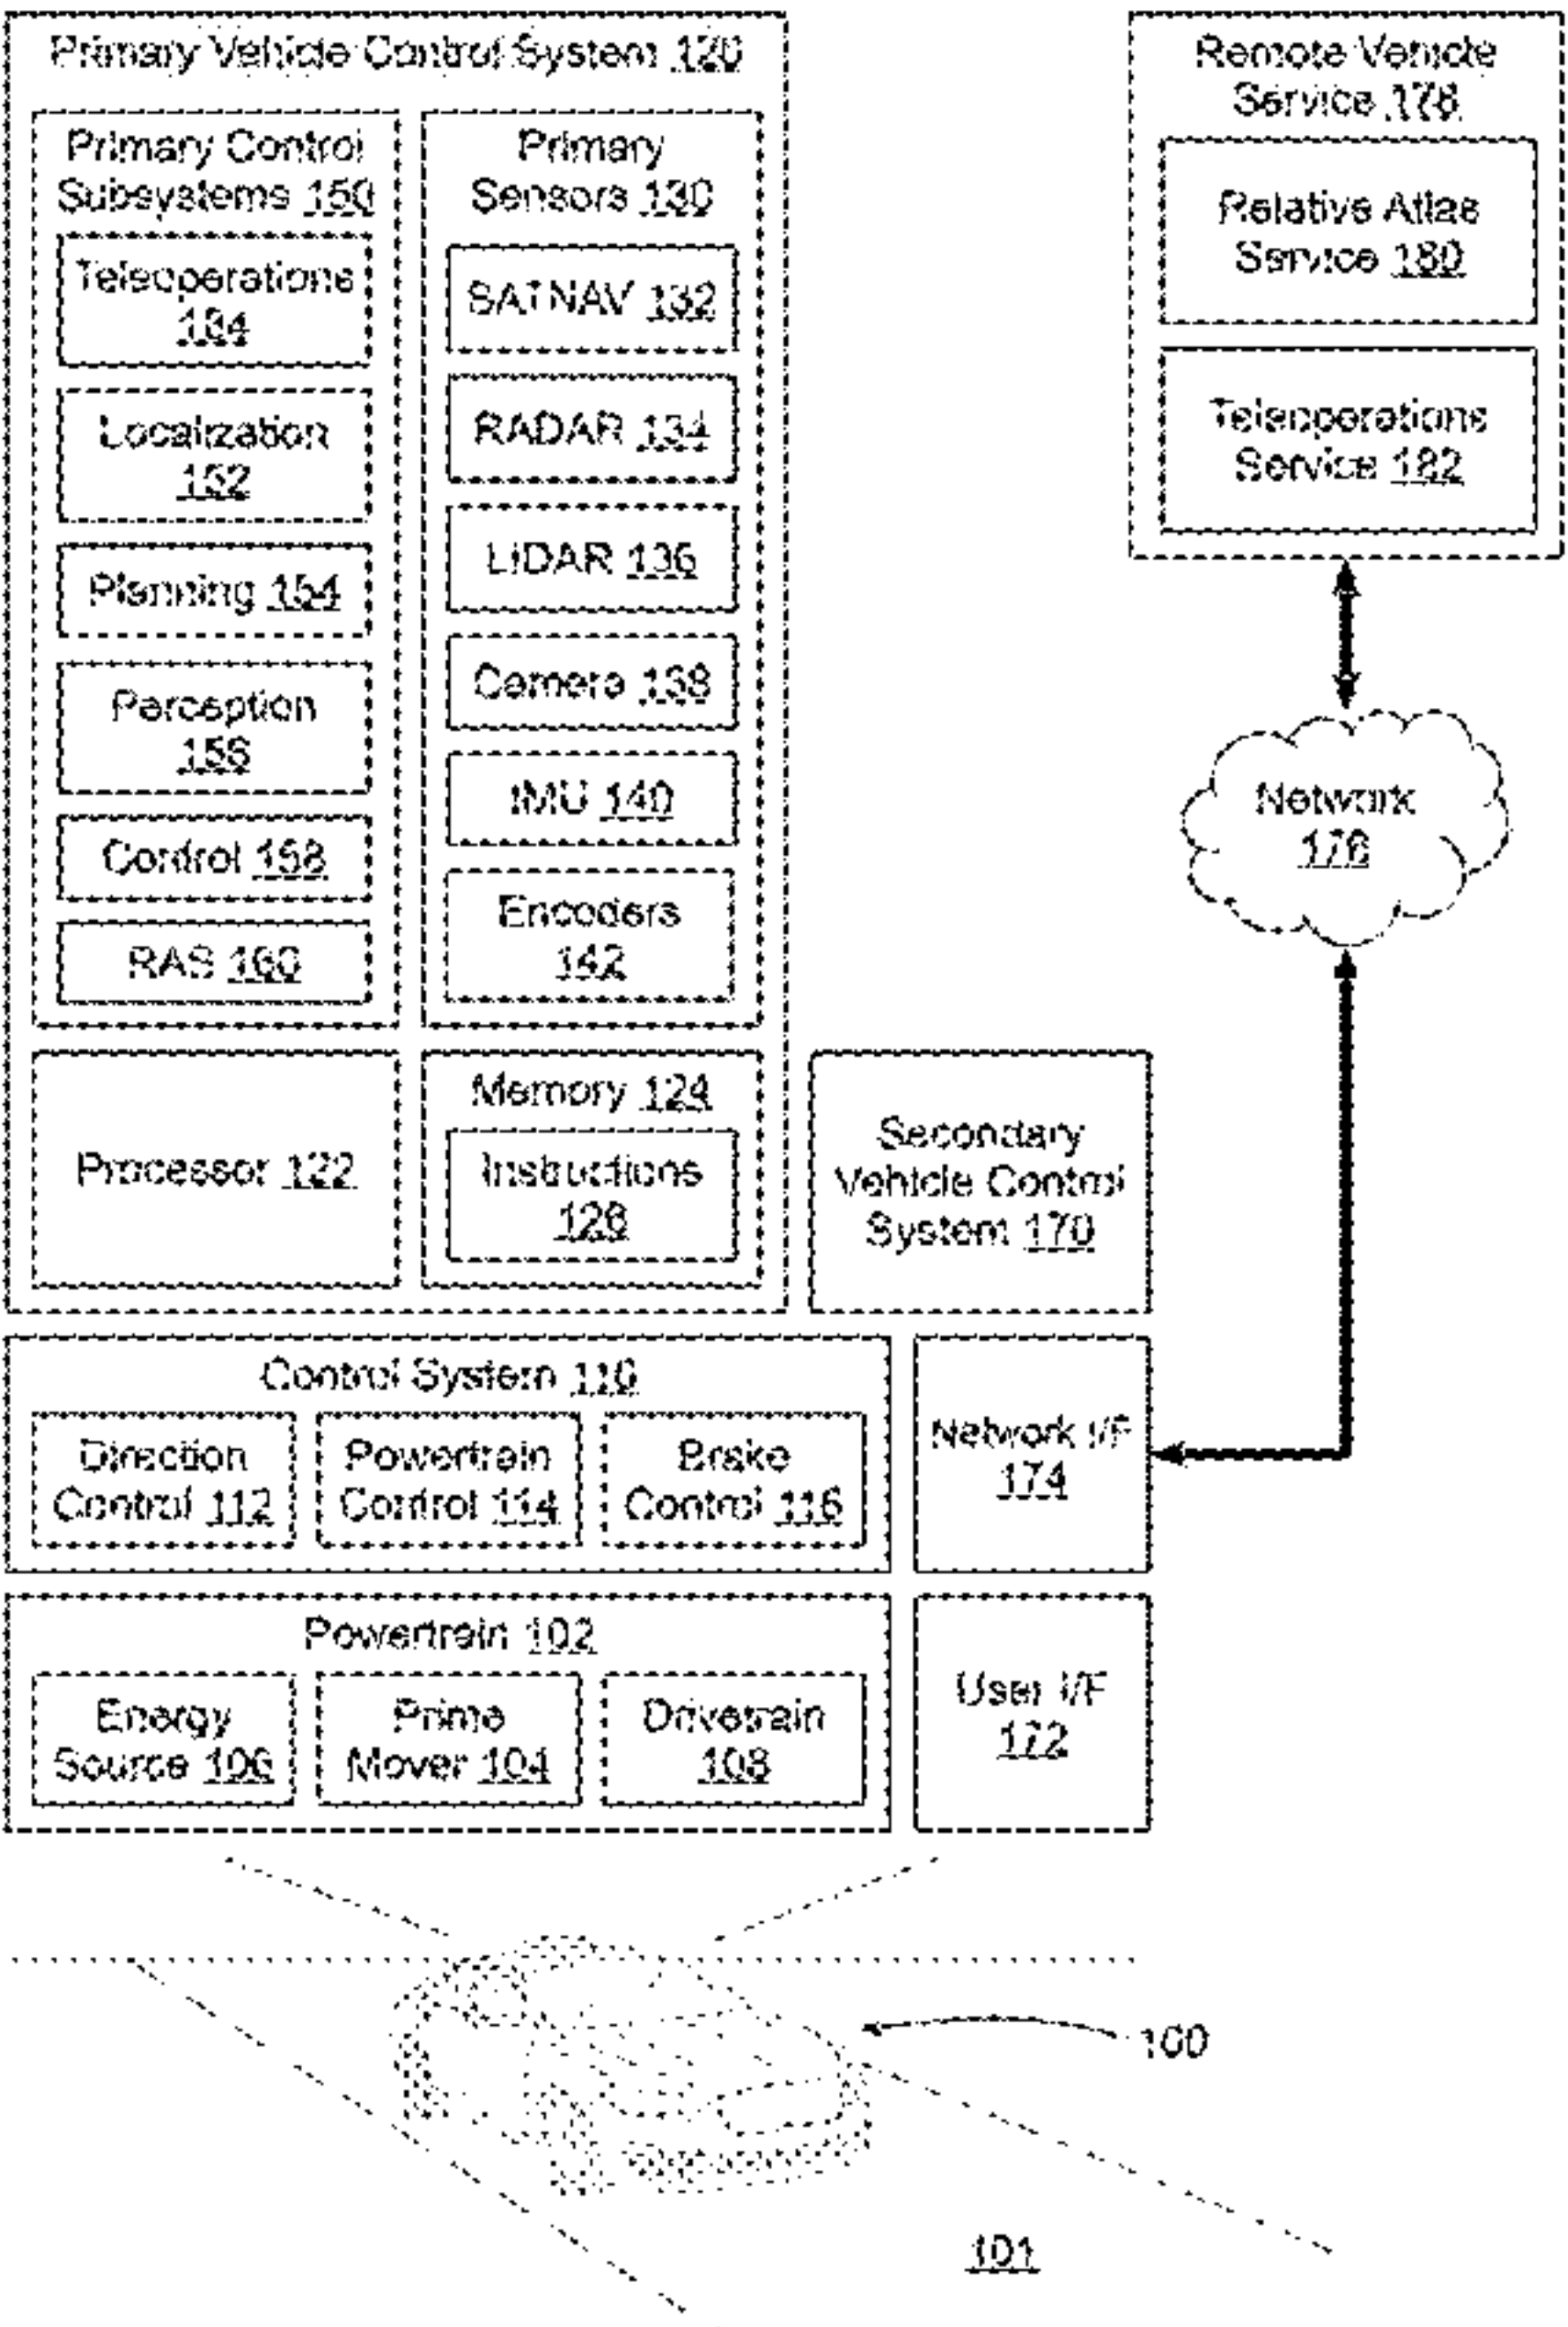 Primary Vehicle Control System 120
Primary Control
Subsystems 150
Teleoperations
184
Localization
152
Planning 154
Perception
156
Control 158
RAS 160
Primary
Sensors 130
SATNAV 132
RADAR 134
LiDAR 136
Camera 138
IMU 140
Encoders
142
Processor 122
Memory 124
Instructions
126
Secondary
Vehicle Control
System 170
Remote Vehicle
Service 178
Relative Atlas
Service 180
Teleoperations
Service 182
Network
176
Control System 110
Direction
Control 112
Powertrain
Control 114
Brake
Control 116
Network I/F
174
Powertrain 102
Energy
Source 106
Prime
Mover 104
Drivetrain
108
User I/F
172
100
101